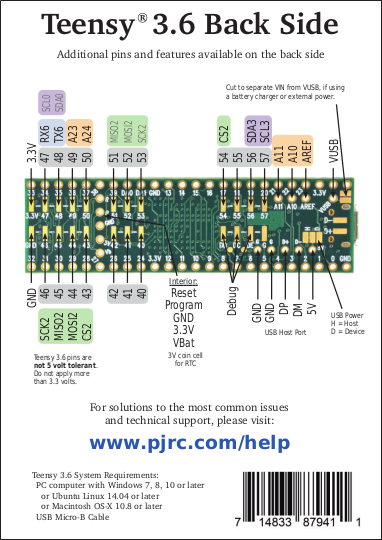 Teensy® 3.6 Back Side
Additional pins and features available on the back side
Cut to separate VIN from VUSB, if using
a battery charger or external power.
SCL0 SDA0
RX6 TX6 A23 A24 MISO2 MOSI2 SCK2 CS2 SDA3 SCL3 A11 A10 AREF VUSB
3.3V 47 48 49 50 51 52 53 54 55 56 57
GND 46 45 44 43 42 41 40
SCK2 MISO2 MOSI2 CS2
Interior:
Reset
Program
GND
3.3V
VBat
3V coin cell
for RTC
Debug
GND GND DP DM 5V
USB Host Port
USB Power
H = Host
D = Device
Teensy 3.6 pins are
not 5 volt tolerant.
Do not apply more
than 3.3 volts.
For solutions to the most common issues
and technical support, please visit:
www.pjrc.com/help
Teensy 3.6 System Requirements:
PC computer with Windows 7, 8, 10 or later
or Ubuntu Linux 14.04 or later
or Macintosh OS-X 10.8 or later
USB Micro-B Cable
7 14833 87941 1